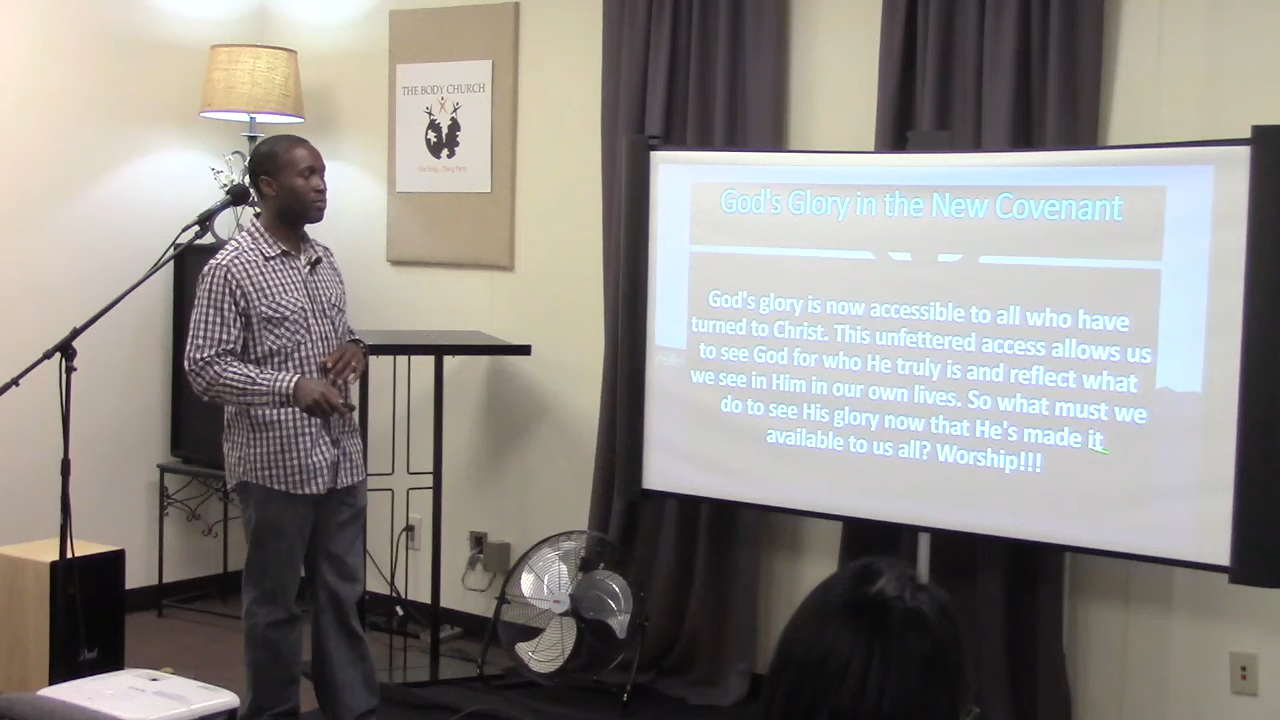 THE BODY CHURCH
God's Glory in the New Covenant
God's glory is now accessible to all who have
turned to Christ. This unfettered access allows us
to see God for who He truly is and reflect what
we see in Him in our own lives. So what must we
do to see His glory now that He's made it
available to us all? Worship!!!